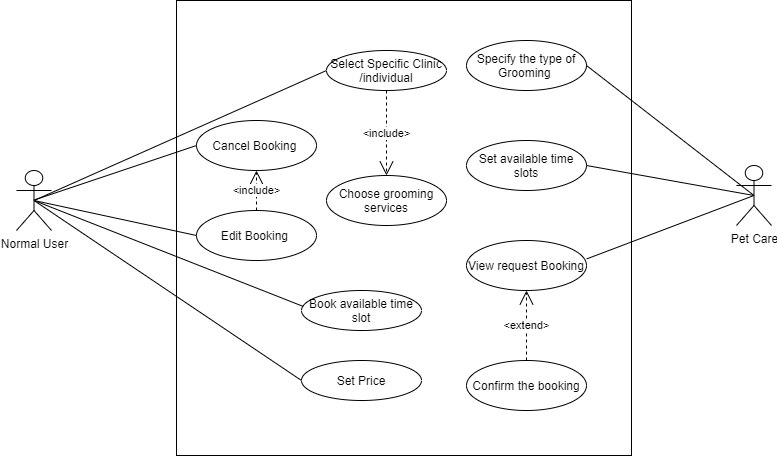 Select Specific Clinic
/individual
Specify the type of
Grooming
<include>
Cancel Booking
Set available time
slots
<include>
Choose grooming
services
Normal User
Edit Booking
Pet Care
View request Booking
Book available time
slot
<extend>
Set Price
Confirm the booking